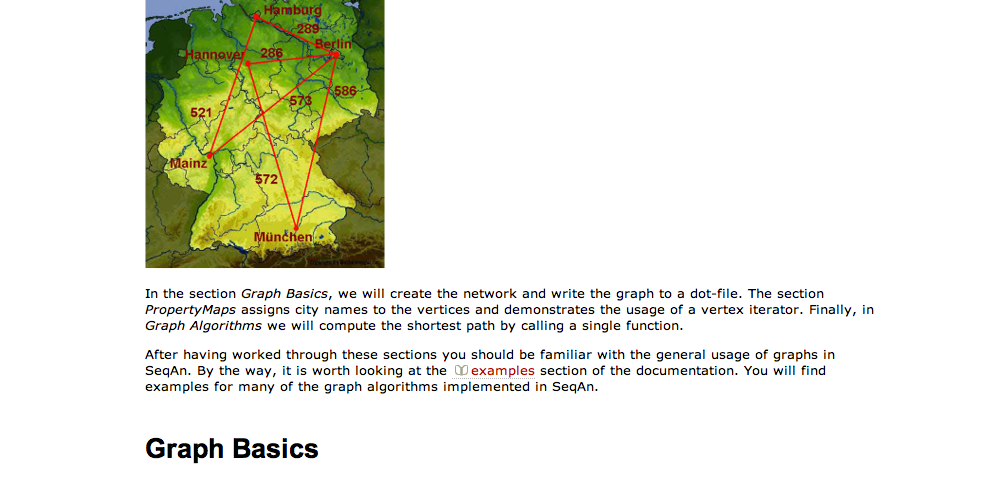 Hamburg
289
Berlin
Hannover
286
586
573
521
Mainz
572
München
In the section Graph Basics, we will create the network and write the graph to a dot-file. The section
PropertyMaps assigns city names to the vertices and demonstrates the usage of a vertex iterator. Finally, in
Graph Algorithms we will compute the shortest path by calling a single function.
After having worked through these sections you should be familiar with the general usage of graphs in
SeqAn. By the way, it is worth looking at the examples section of the documentation. You will find
examples for many of the graph algorithms implemented in SeqAn.
Graph Basics